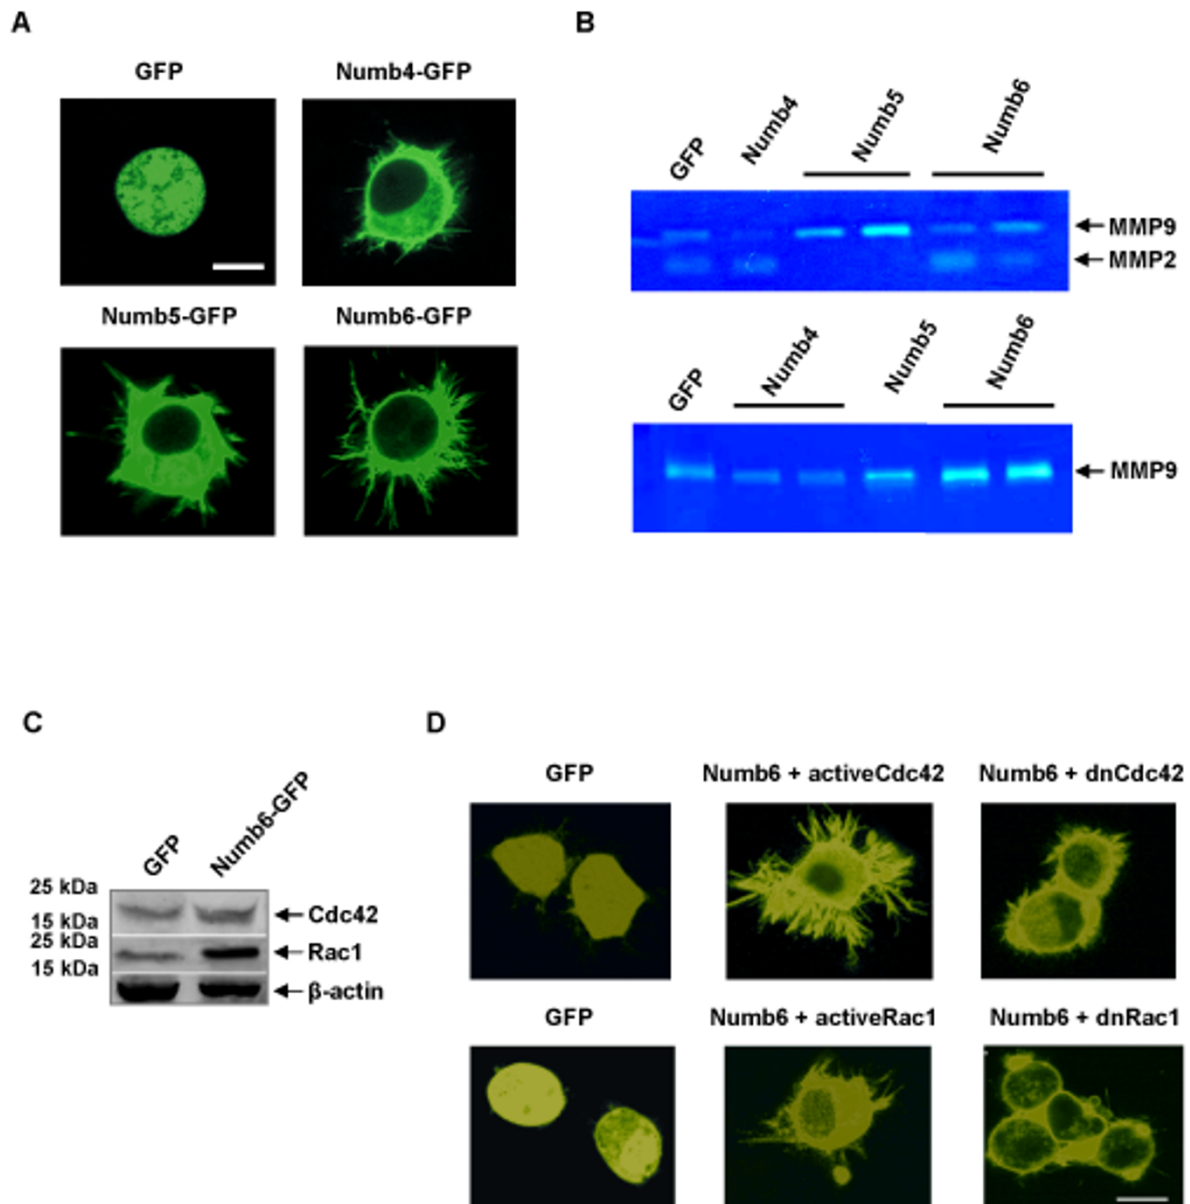 A
B
GFP
Numb4-GFP
Numb5-GFP
Numb6-GFP
GFP
Numb4
Numb5
Numb6
MMP9
MMP2
GFP
Numb4
Numb5
Numb6
MMP9
C
D
GFP
Numb6-GFP
25 kDa
15 kDa
25 kDa
15 kDa
Cdc42
Rac1
β-actin
GFP
Numb6 + activeCdc42
Numb6 + dnCdc42
GFP
Numb6 + activeRac1
Numb6 + dnRac1